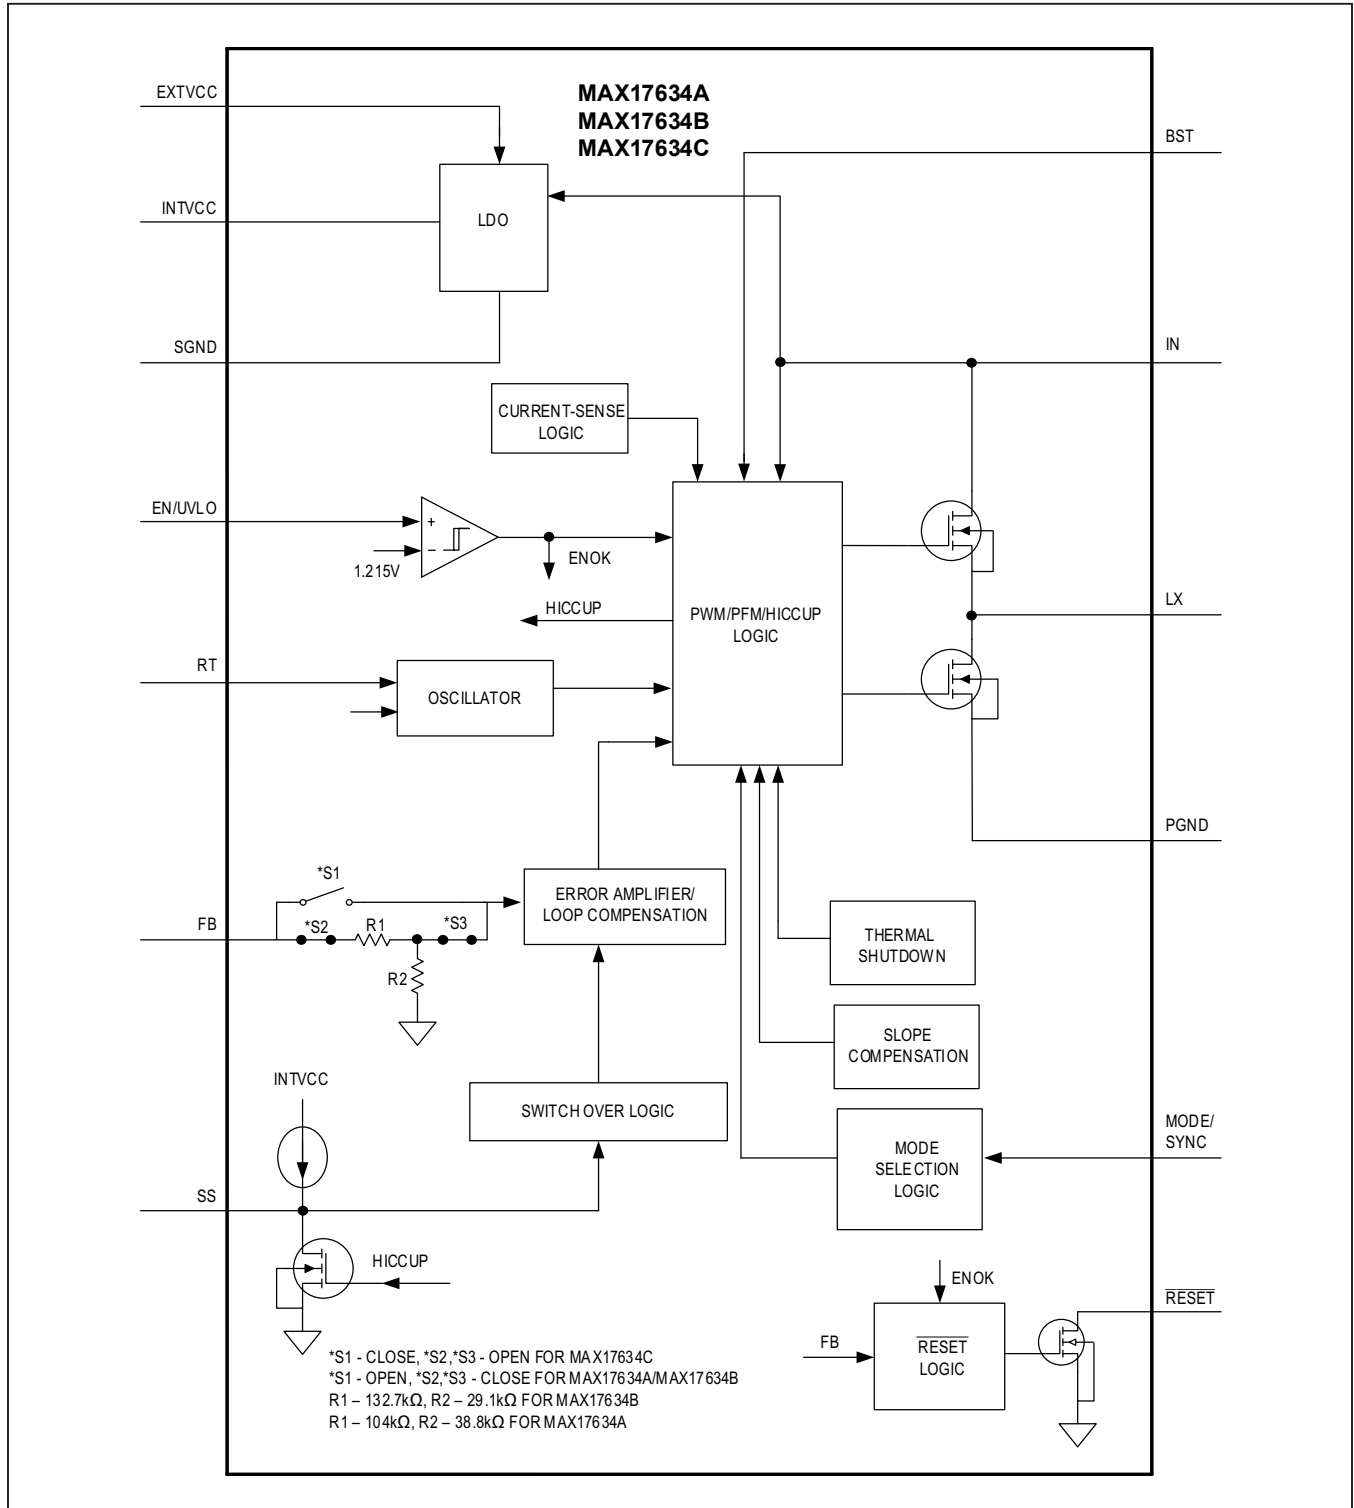 EXTVCC
MAX17634A
MAX17634B
MAX17634C
BST
INTVCC
LDO
SGND
IN
CURRENT-SENSE
LOGIC
EN/UVLO
+
−
1.215V
ENOK
HICCUP
PWM/PFM/HICCUP
LOGIC
LX
RT
OSCILLATOR
PGND
*S1
ERROR AMPLIFIER/
LOOP COMPENSATION
FB
*S2
R1
*S3
R2
THERMAL
SHUTDOWN
SLOPE
COMPENSATION
INTVCC
SWITCH OVER LOGIC
MODE/
SYNC
MODE
SELECTION
LOGIC
SS
HICCUP
ENOK
RESET
FB
RESET
LOGIC
*S1 - CLOSE, *S2,*S3 - OPEN FOR MAX17634C
*S1 - OPEN, *S2,*S3 - CLOSE FOR MAX17634A/MAX17634B
R1 – 132.7kΩ, R2 – 29.1kΩ FOR MAX17634B
R1 – 104kΩ, R2 – 38.8kΩ FOR MAX17634A